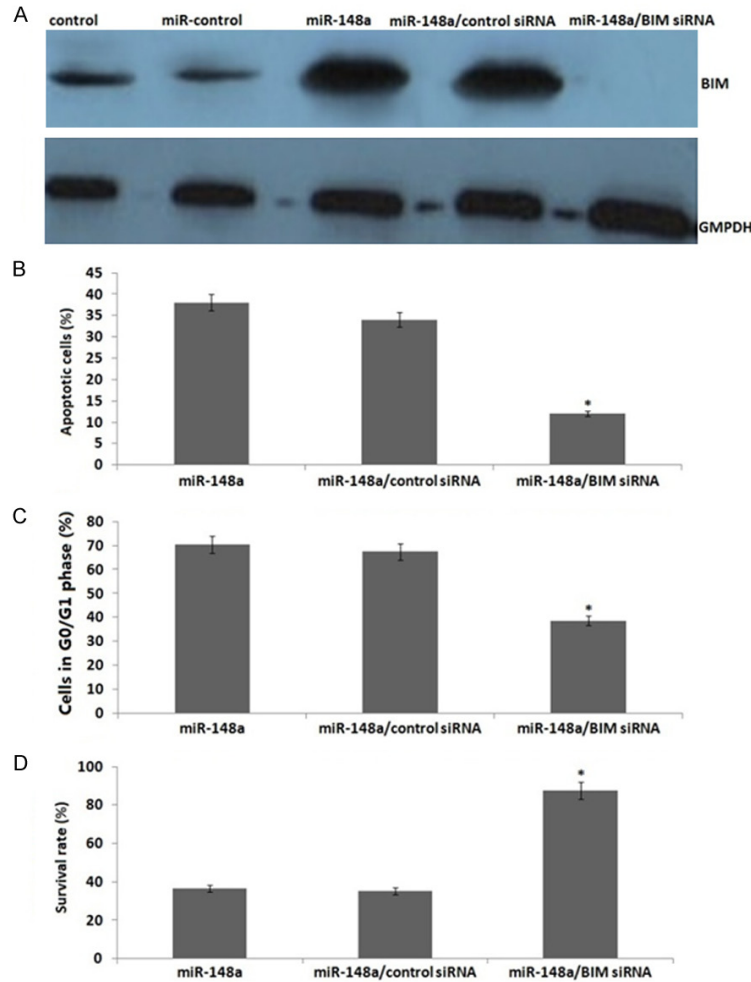 A
control miR-control miR-148a miR-148a/control siRNA miR-148a/BIM siRNA
BIM
GMPDH
B
Apoptotic cells (%)
45
40
35
30
25
20
15
10
5
0
*
miR-148a miR-148a/control siRNA miR-148a/BIM siRNA
C
Cells in G0/G1 phase (%)
80
70
60
50
40
30
20
10
0
*
miR-148a miR-148a/control siRNA miR-148a/BIM siRNA
D
Survival rate (%)
100
80
60
40
20
0
*
miR-148a miR-148a/control siRNA miR-148a/BIM siRNA